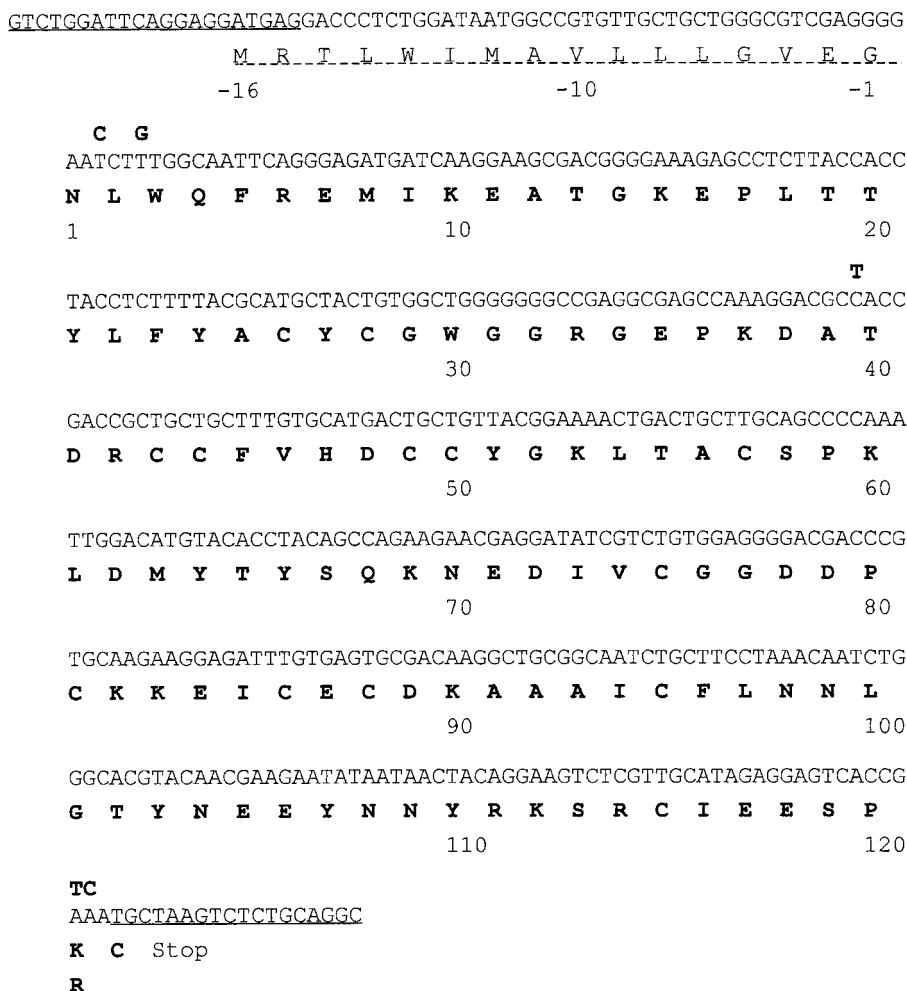 GTCTGGATTCAGGAGGATGAGGACCCTCTGGATAATGGCCGTGTTGCTGCTGGGCGTCGAGGGG
M R T L W I M A V L L L G V E G
-16 -10 -1
C G
AATCTTTGGCAATTCAGGGAGATGATCAAGGAAGCGACGGGGAAAGAGCCTCTTACCACC
N L W Q F R E M I K E A T G K E P L T T
1 10 20
T
TACCTCTTTTACGCATGCTACTGTGGCTGGGGGGGCCGAGGCGAGCCAAAGGACGCCACC
Y L F Y A C Y C G W G G R G E P K D A T
30 40
GACCGCTGCTGCTTTGTGCATGACTGCTGTTACGGAAAACTGACTGCTTGCAGCCCCAAA
D R C C F V H D C C Y G K L T A C S P K
50 60
TTGGACATGTACACCTACAGCCAGAAGAACGAGGATATCGTCTGTGGAGGGGACGACCCG
L D M Y T Y S Q K N E D I V C G G D D P
70 80
TGCAAGAAGGAGATTTGTGAGTGCGACAAGGCTGCGGCAATCTGCTTCCTAAACAATCTG
C K K E I C E C D K A A A I C F L N N L
90 100
GGCACGTACAACGAAGAATATAATAACTACAGGAAGTCTCGTTGCATAGAGGAGTCACCG
G T Y N E E Y N N Y R K S R C I E E S P
110 120
TC
AAATGCTAAGTCTCTGCAGGC
K C Stop
R